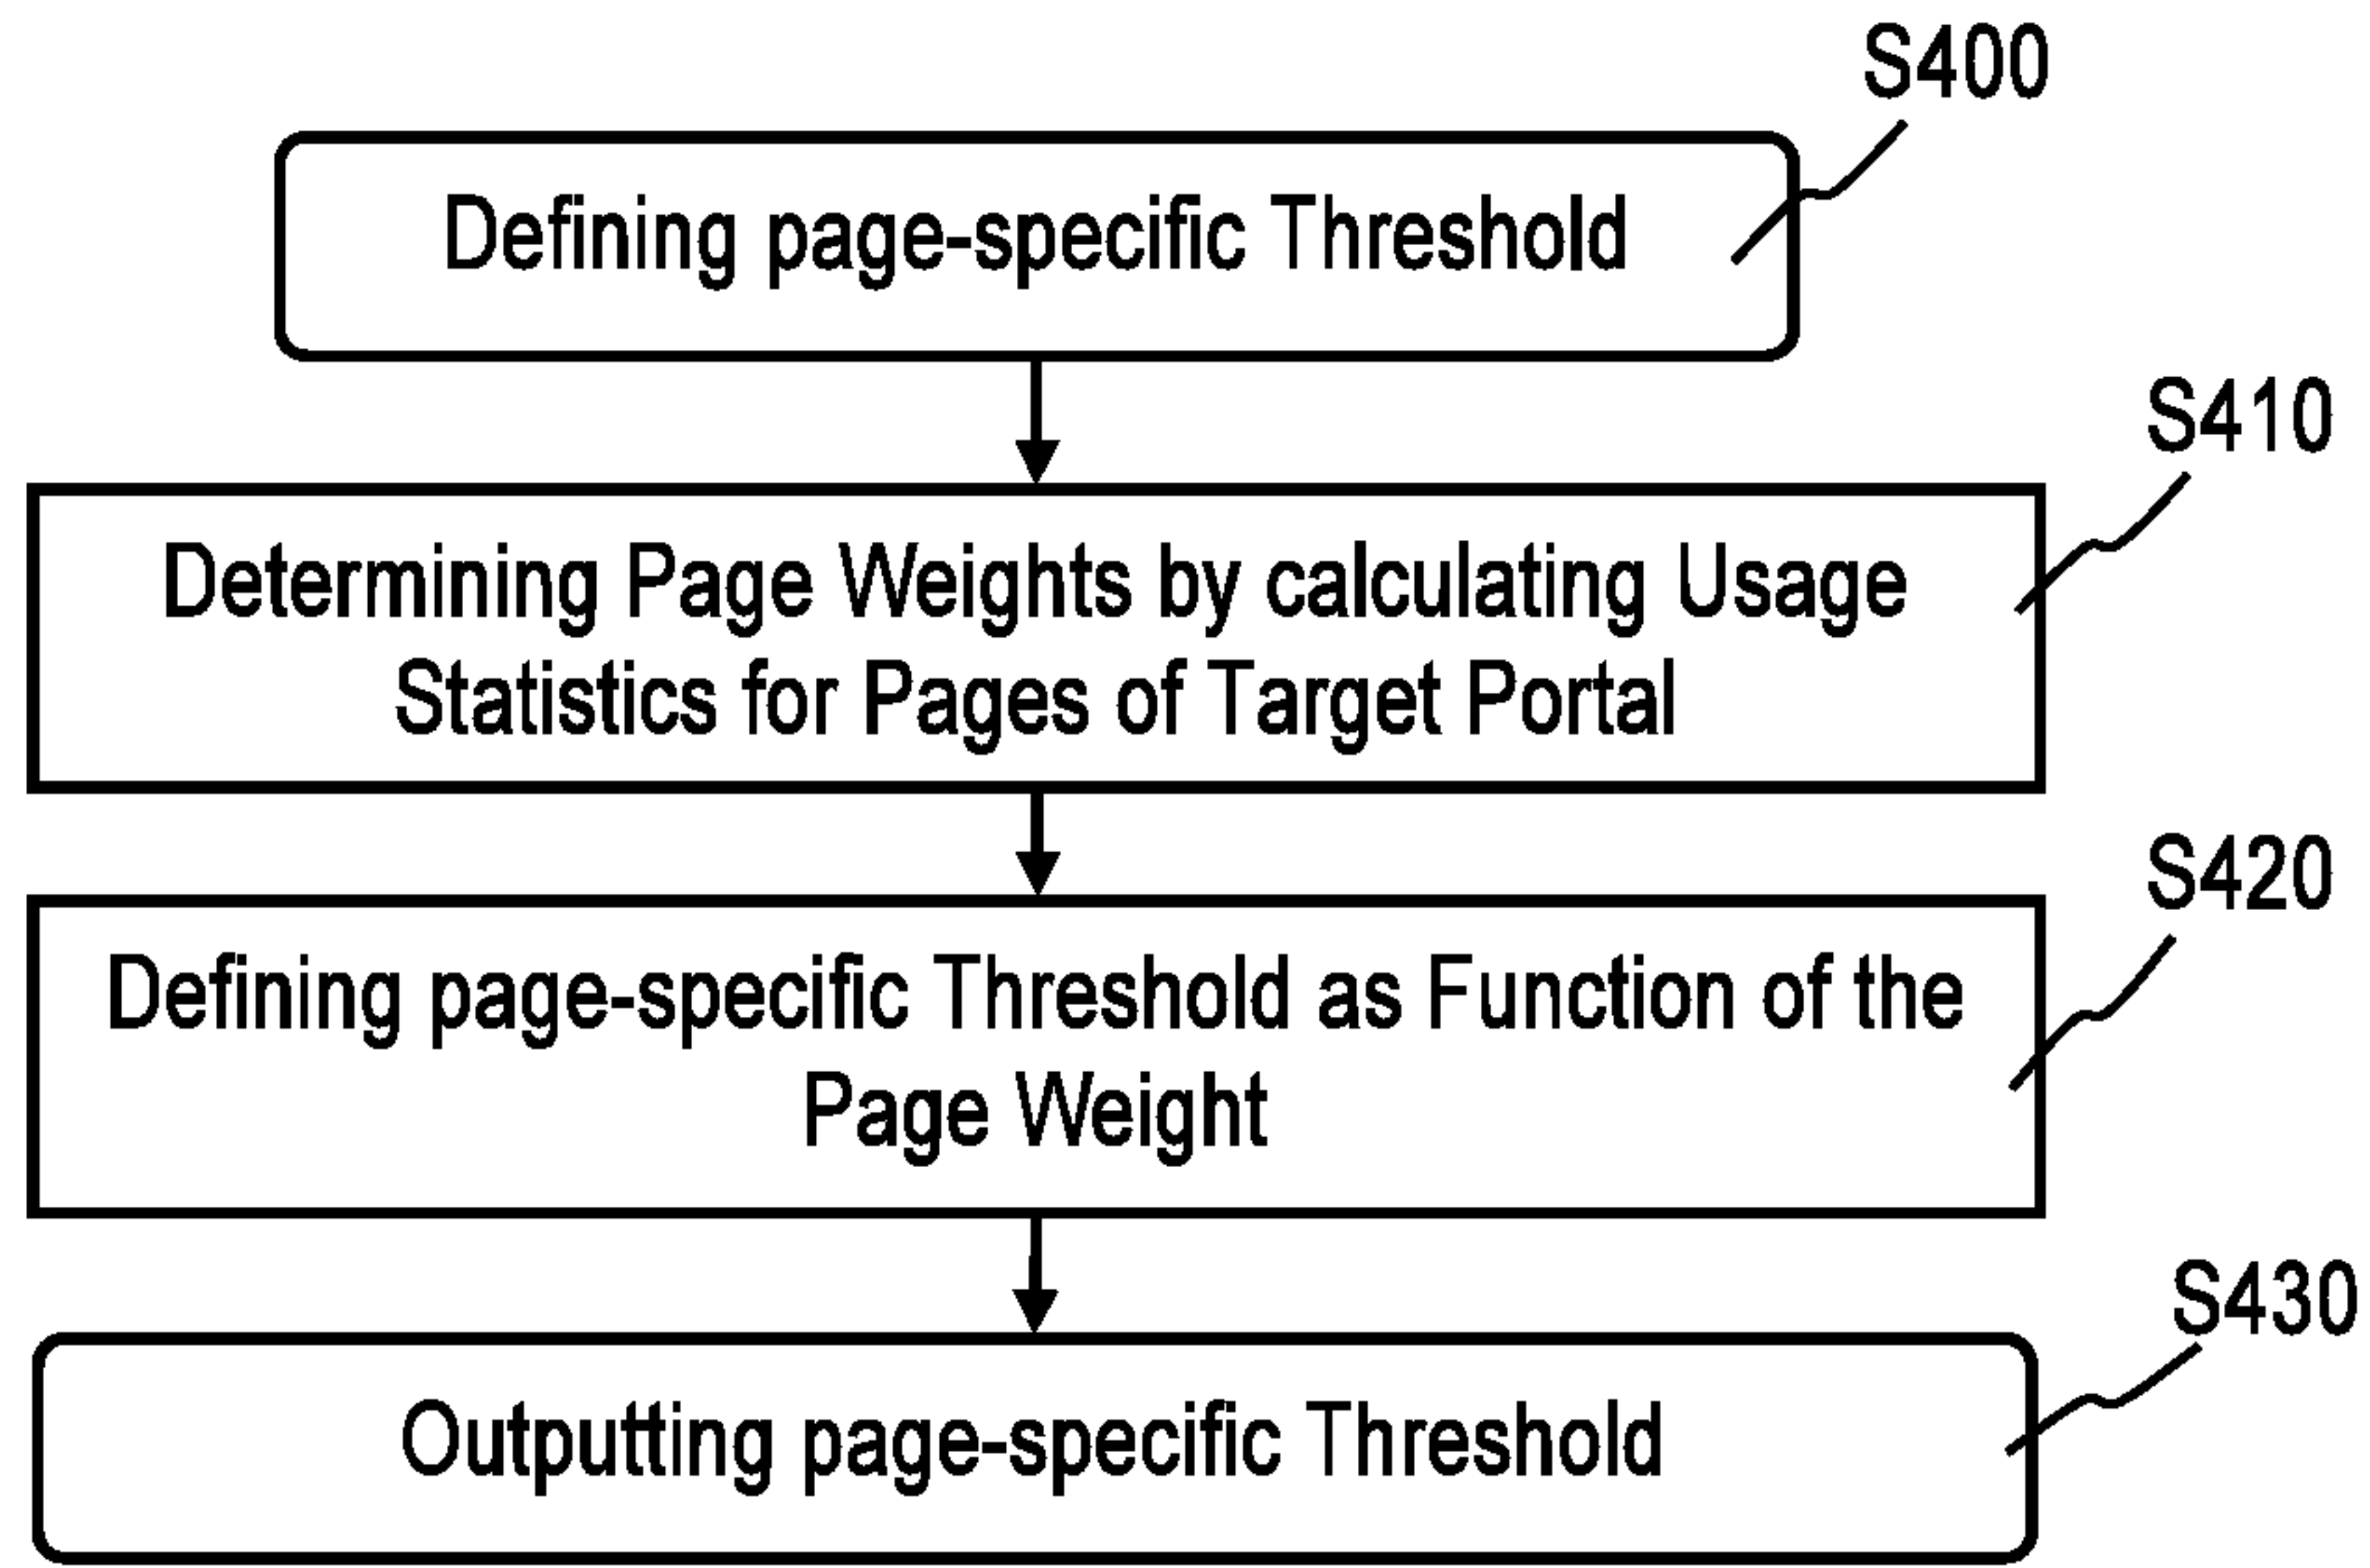 S400
Defining page-specific Threshold
S410
Determining Page Weights by calculating Usage
Statistics for Pages of Target Portal
S420
Defining page-specific Threshold as Function of the
Page Weight
S430
Outputting page-specific Threshold